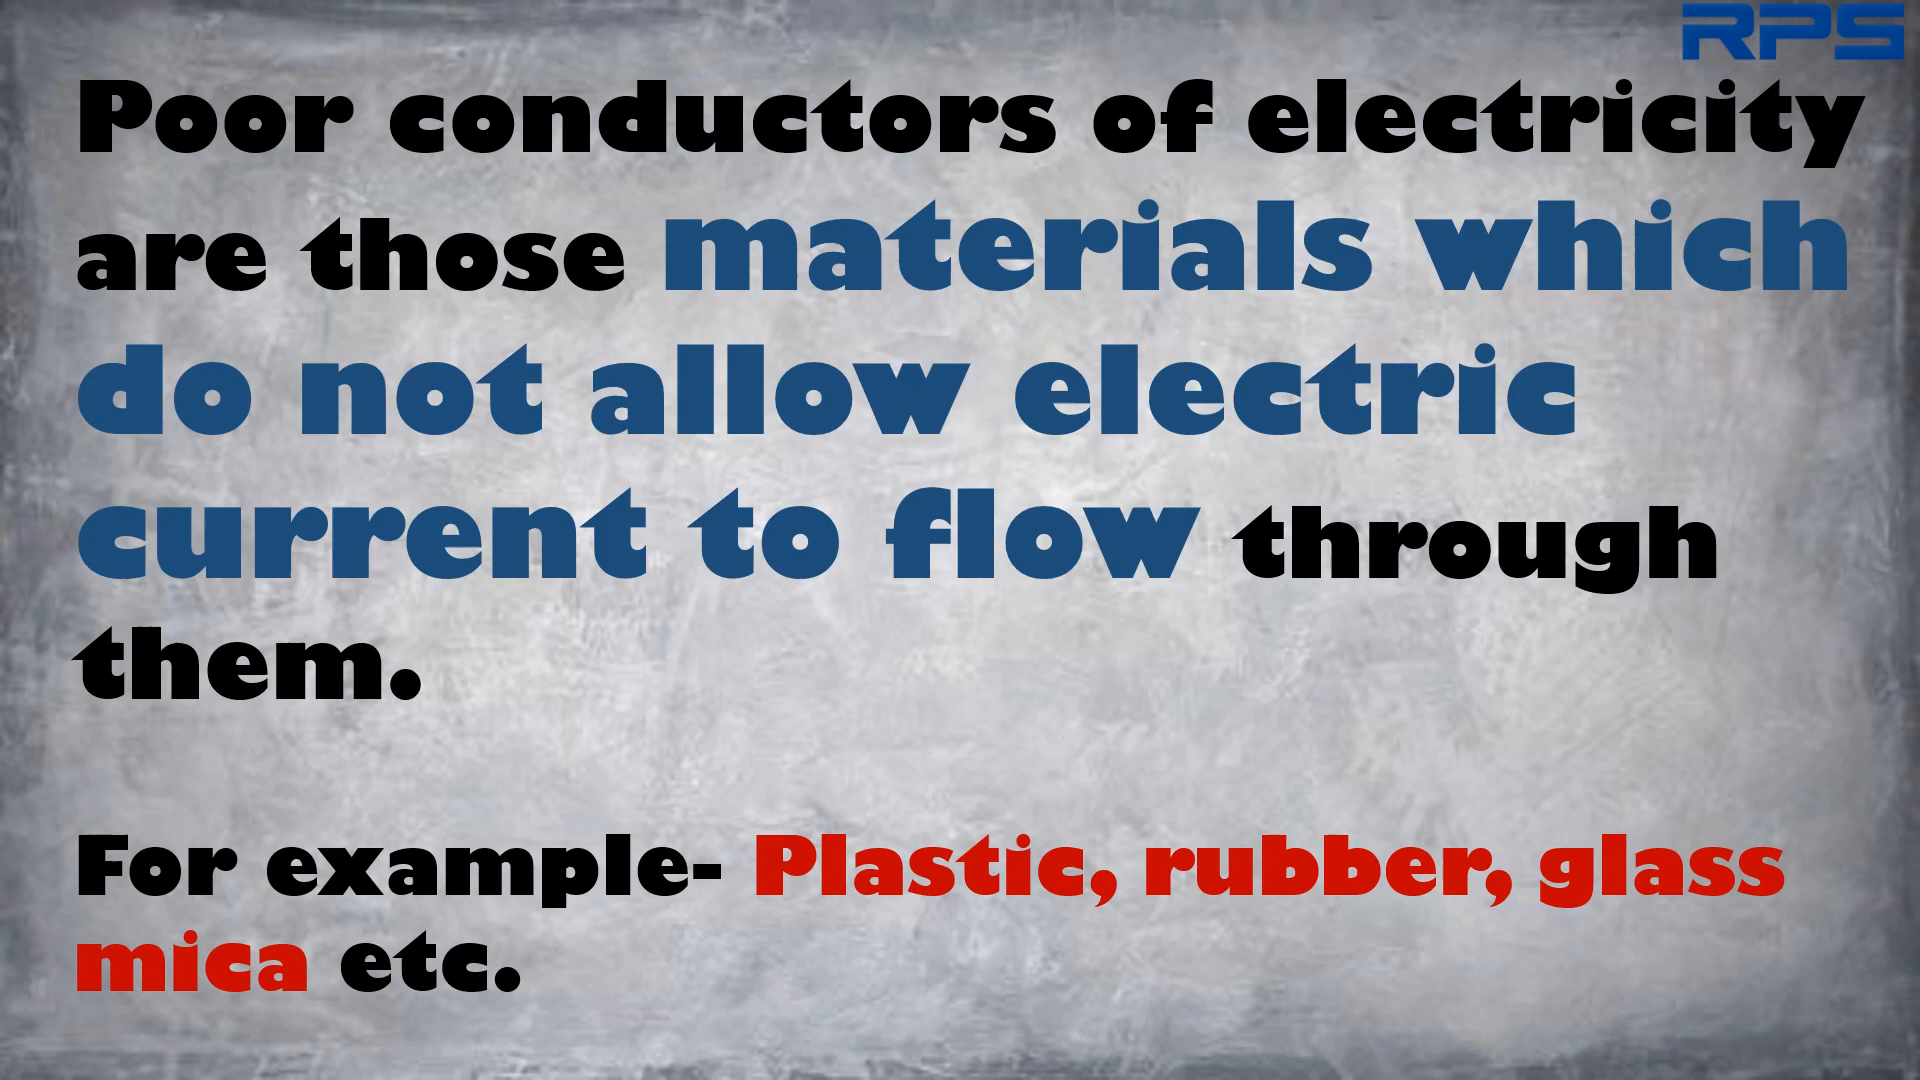 RPS
Poor conductors of electricity
are those materials which
do not allow electric
current to flow through
them.
For example- Plastic, rubber, glass
mica etc.